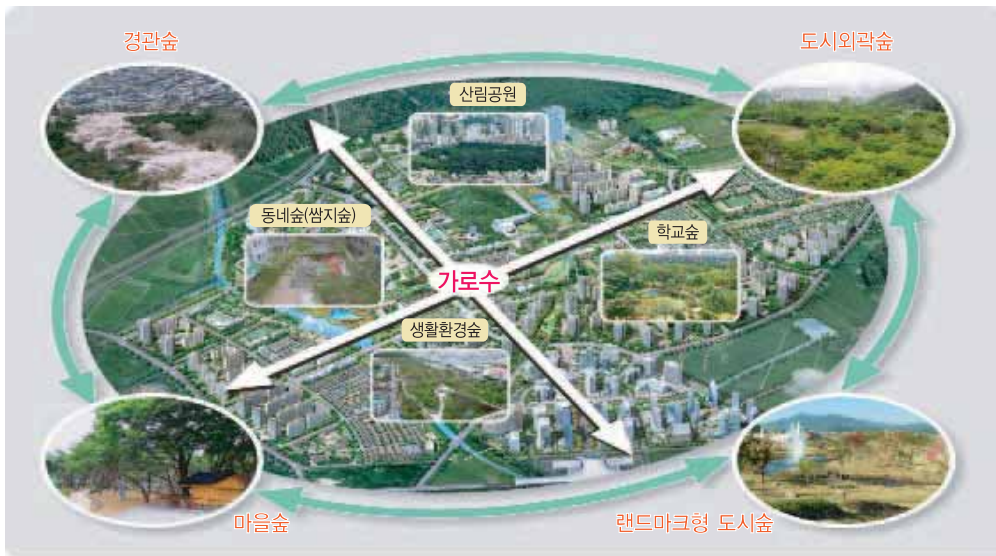 경관숲
도시외곽숲
산림공원
동네숲(쌈지숲)
학교숲
가로수
생활환경숲
마을숲
랜드마크형 도시숲